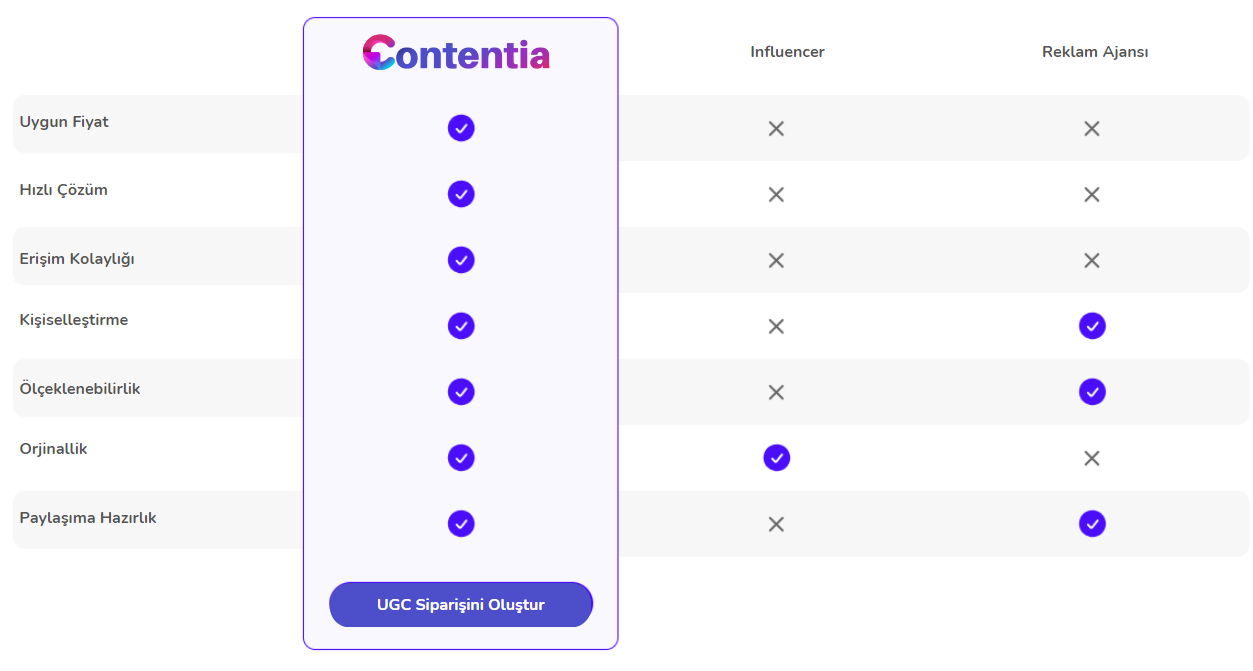 Contentia
Influencer
Reklam Ajansı
Uygun Fiyat
Hızlı Çözüm
Erişim Kolaylığı
Kişiselleştirme
Ölçeklenebilirlik
Orjinallik
Paylaşıma Hazırlık
UGC Siparişini Oluştur